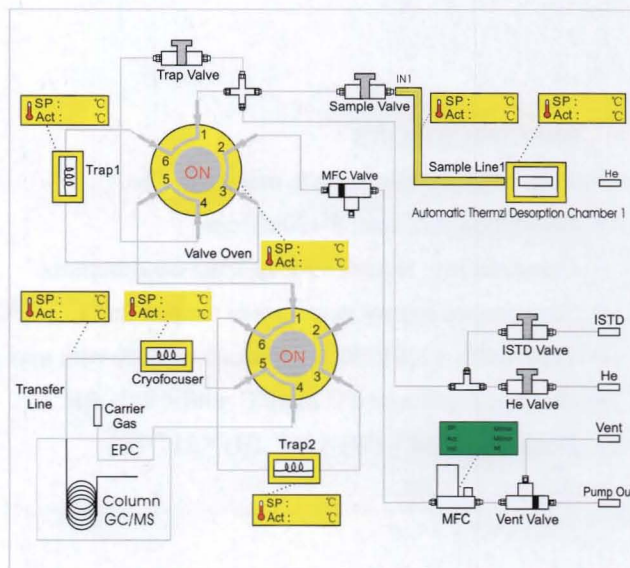 Trap Valve
IN1
Sample Valve
SP : ℃
Act : ℃
SP : ℃
Act : ℃
SP : ℃
Act : ℃
Trap1
1
2
3
4
5
6
ON
MFC Valve
Sample Line1
He
Automatic Thermzl Desorption Chamber 1
Valve Oven
SP : ℃
Act : ℃
SP : ℃
Act : ℃
SP : ℃
Act : ℃
Cryofocuser
1
2
3
4
5
6
ON
ISTD
ISTD Valve
He
He Valve
Transfer
Line
Carrier
Gas
EPC
Column
GC/MS
Trap2
SP : ℃
Act : ℃
Vent
MFC
Vent Valve
Pump Ou